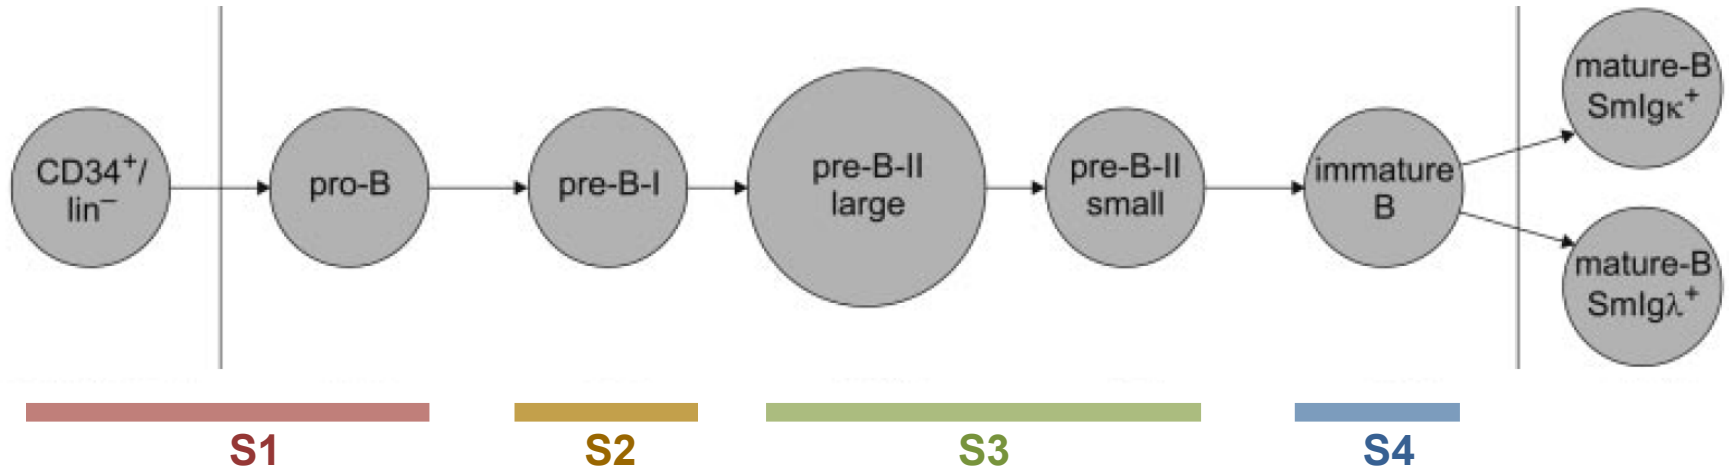 CD34⁺/
lin⁻
pro-B
pre-B-I
pre-B-II
large
pre-B-II
small
immature
B
mature-B
SmIgκ⁺
mature-B
SmIgλ⁺
S1
S2
S3
S4